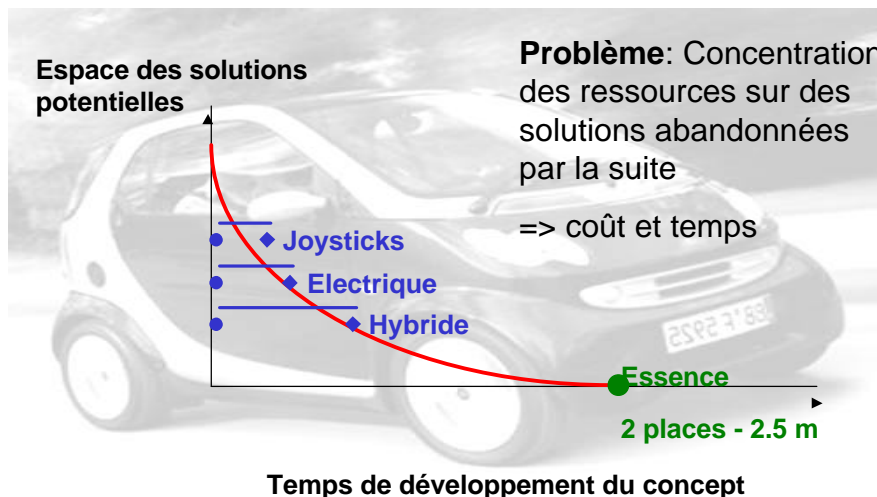 Espace des solutions
potentielles
Problème: Concentration
des ressources sur des
solutions abandonnées
par la suite
=> coût et temps
Joysticks
Electrique
Hybride
Essence
2 places - 2.5 m
Temps de développement du concept